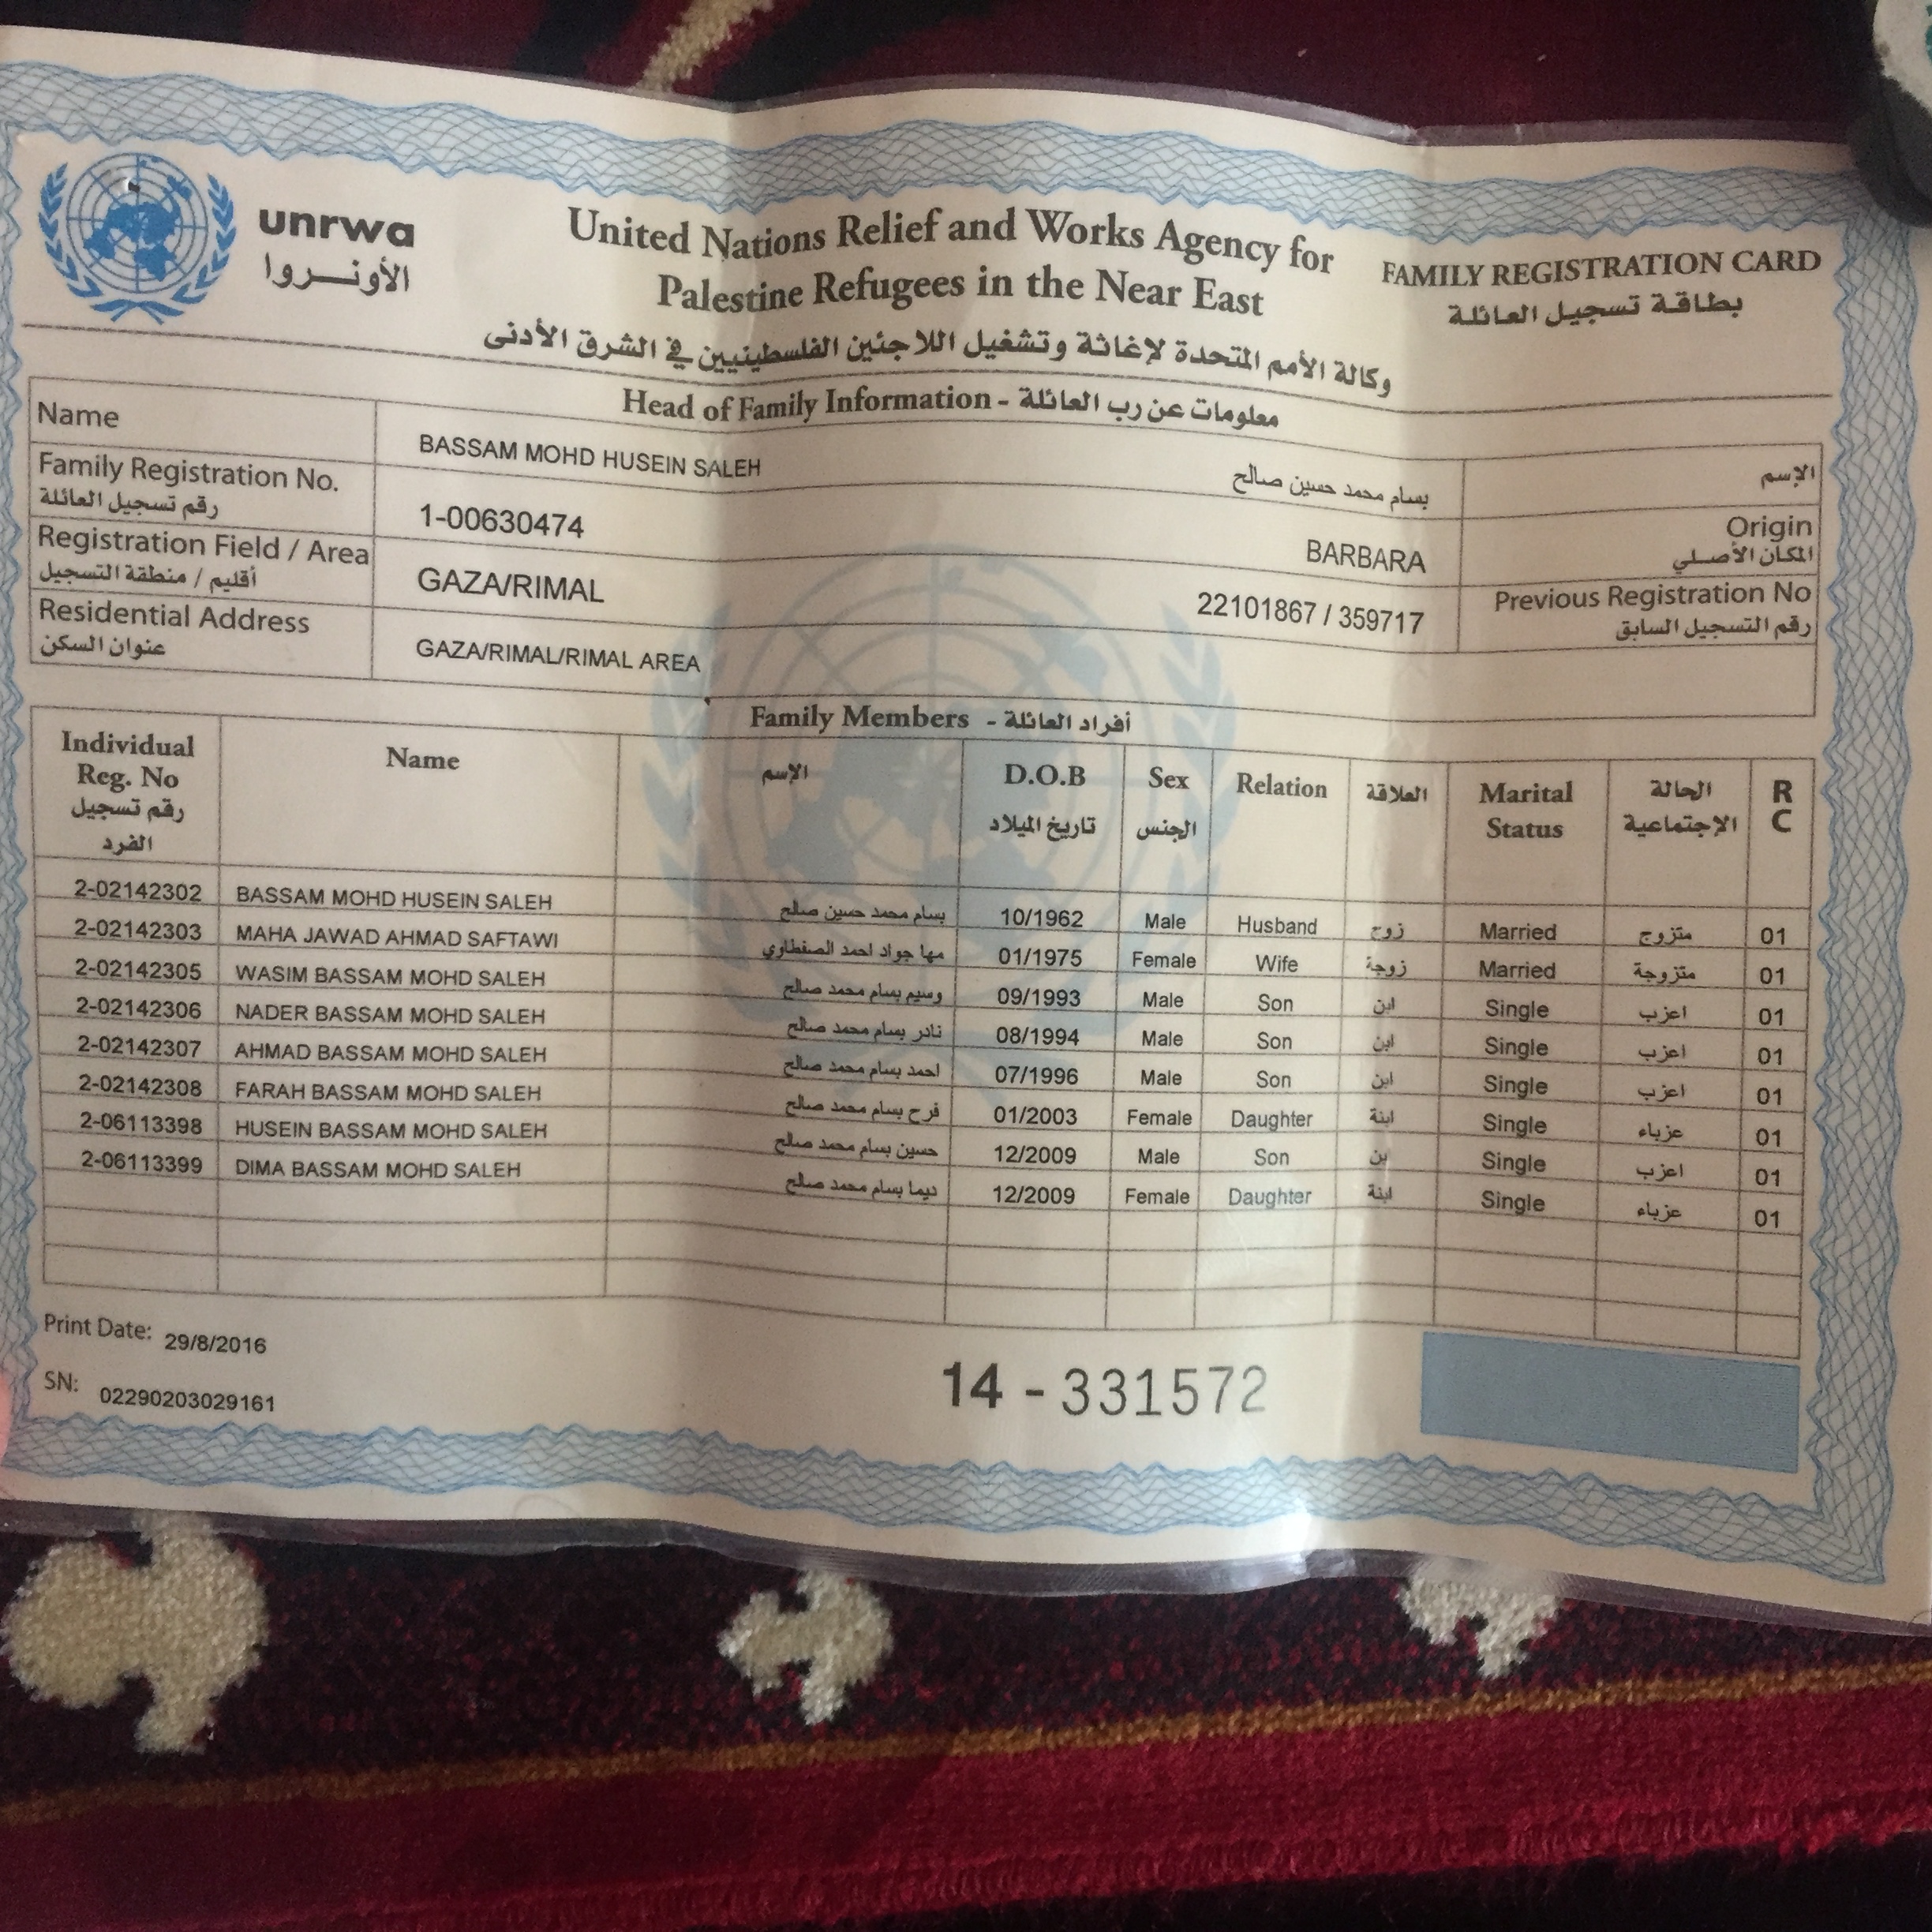 unrwa
الأونروا
United Nations Relief and Works Agency for
Palestine Refugees in the Near East
وكالة الأمم المتحدة لإغاثة وتشغيل اللاجئين الفلسطينيين في الشرق الأدنى
FAMILY REGISTRATION CARD
بطاقة تسجيل العائلة
Head of Family Information - معلومات عن رب العائلة
Name BASSAM MOHD HUSEIN SALEH بسام محمد حسين صالح الإسم
Family Registration No. 1-00630474 BARBARA Origin
رقم تسجيل العائلة المكان الأصلي
Registration Field / Area GAZA/RIMAL 22101867 / 359717 Previous Registration No
أقليم / منطقة التسجيل رقم التسجيل السابق
Residential Address GAZA/RIMAL/RIMAL AREA
عنوان السكن
Family Members - أفراد العائلة
Individual Reg. No رقم تسجيل الفرد Name الإسم D.O.B تاريخ الميلاد Sex الجنس Relation العلاقة Marital Status الحالة الإجتماعية R C
2-02142302 BASSAM MOHD HUSEIN SALEH بسام محمد حسين صالح 10/1962 Male Husband زوج Married متزوج 01
2-02142303 MAHA JAWAD AHMAD SAFTAWI مها جواد احمد الصفطاوي 01/1975 Female Wife زوجة Married متزوجة 01
2-02142305 WASIM BASSAM MOHD SALEH وسيم بسام محمد صالح 09/1993 Male Son ابن Single اعزب 01
2-02142306 NADER BASSAM MOHD SALEH نادر بسام محمد صالح 08/1994 Male Son ابن Single اعزب 01
2-02142307 AHMAD BASSAM MOHD SALEH احمد بسام محمد صالح 07/1996 Male Son ابن Single اعزب 01
2-02142308 FARAH BASSAM MOHD SALEH فرح بسام محمد صالح 01/2003 Female Daughter ابنة Single عزباء 01
2-06113398 HUSEIN BASSAM MOHD SALEH حسين بسام محمد صالح 12/2009 Male Son بن Single اعزب 01
2-06113399 DIMA BASSAM MOHD SALEH ديما بسام محمد صالح 12/2009 Female Daughter ابنة Single عزباء 01
Print Date: 29/8/2016
SN: 0229020303029161
14-331572